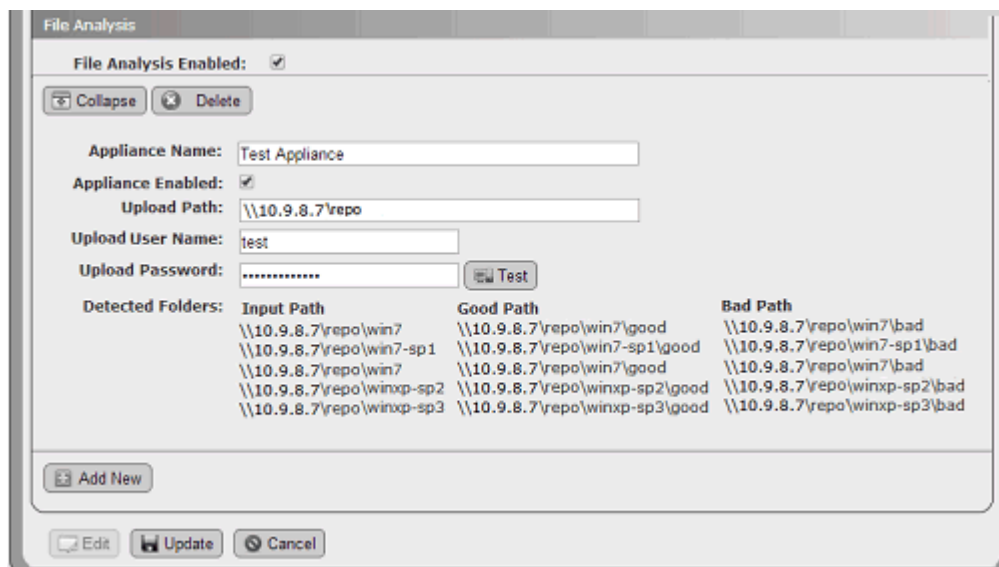 File Analysis
File Analysis Enabled:
Collapse Delete
Appliance Name: Test Appliance
Appliance Enabled:
Upload Path: \\10.9.8.7\repo
Upload User Name: test
Upload Password: ••••••••••••• Test
Detected Folders: Input Path Good Path Bad Path
\\10.9.8.7\repo\win7 \\10.9.8.7\repo\win7\good \\10.9.8.7\repo\win7\bad
\\10.9.8.7\repo\win7-sp1 \\10.9.8.7\repo\win7-sp1\good \\10.9.8.7\repo\win7-sp1\bad
\\10.9.8.7\repo\win7 \\10.9.8.7\repo\win7\good \\10.9.8.7\repo\win7\bad
\\10.9.8.7\repo\winxp-sp2 \\10.9.8.7\repo\winxp-sp2\good \\10.9.8.7\repo\winxp-sp2\bad
\\10.9.8.7\repo\winxp-sp3 \\10.9.8.7\repo\winxp-sp3\good \\10.9.8.7\repo\winxp-sp3\bad
Add New
Edit Update Cancel